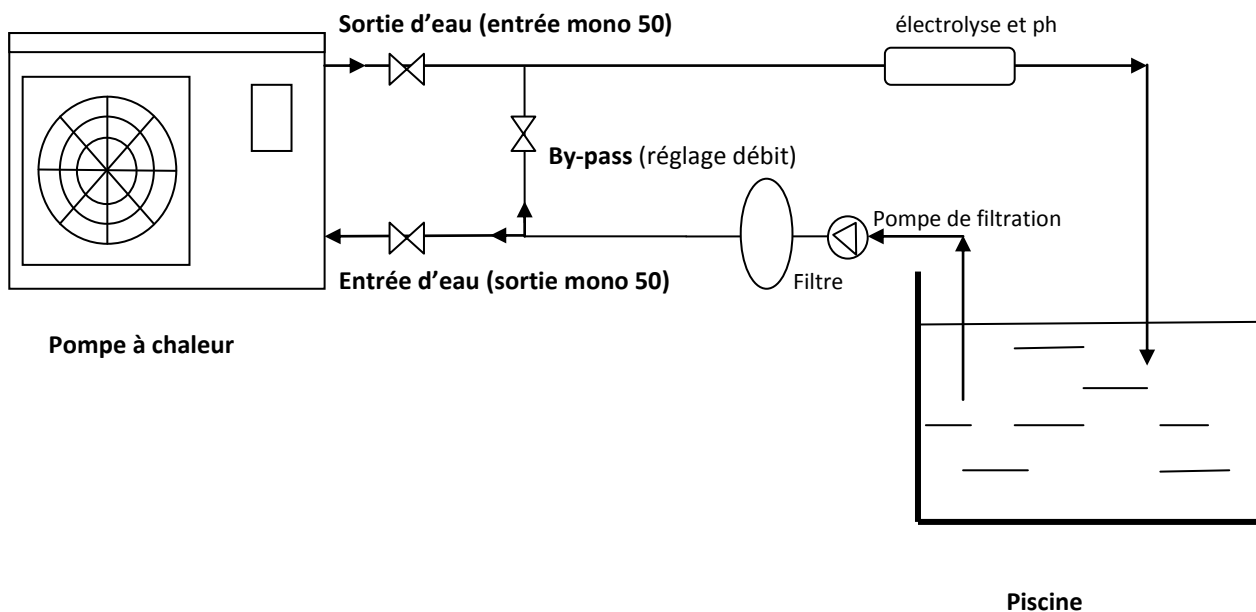 Sortie d’eau (entrée mono 50)
électrolyse et ph
By-pass (réglage débit)
Pompe de filtration
Entrée d’eau (sortie mono 50)
Filtre
Pompe à chaleur
Piscine